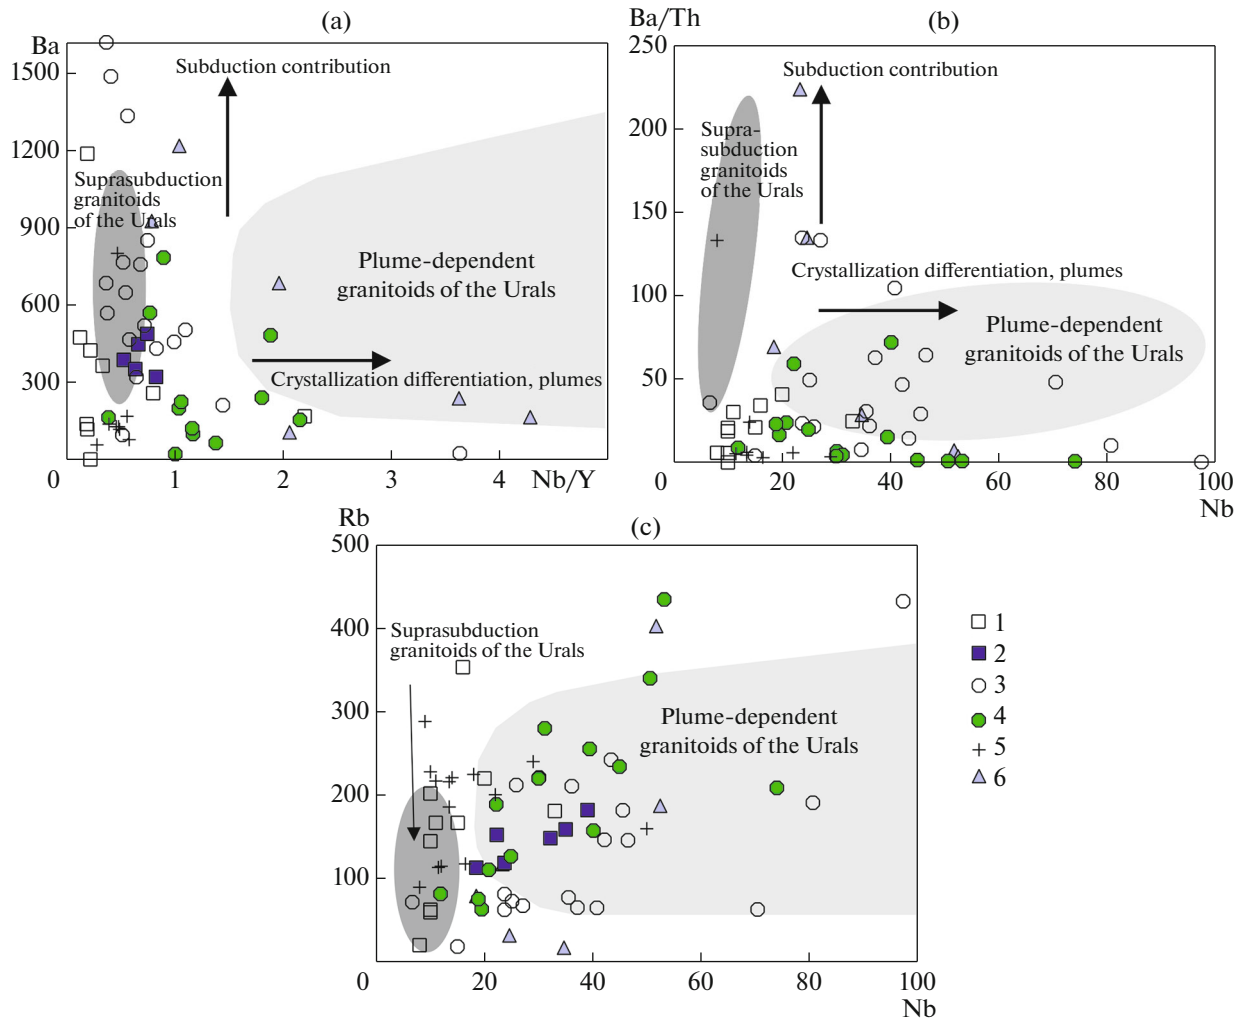 (a)
Ba
1500
1200
900
600
300
0
1
2
3
4
Nb/Y
Subduction contribution
Suprasubduction
granitoids
of the Urals
Plume-dependent
granitoids of the Urals
Crystallization differentiation, plumes
(b)
Ba/Th
250
200
150
100
50
0
20
40
60
80
100
Nb
Subduction contribution
Supra-
subduction
granitoids
of the Urals
Crystallization differentiation, plumes
Plume-dependent
granitoids of the Urals
(c)
Rb
500
400
300
200
100
0
20
40
60
80
100
Nb
Suprasubduction
granitoids of the Urals
Plume-dependent
granitoids of the Urals
1
2
3
4
5
6